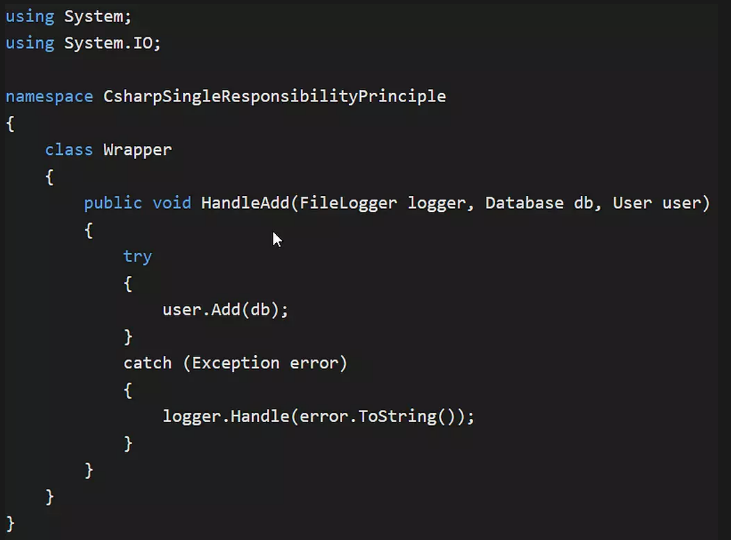 using System;
using System.IO;
namespace CsharpSingleResponsibilityPrinciple
{
    class Wrapper
    {
        public void HandleAdd(FileLogger logger, Database db, User user)
        {
            try
            {
                user.Add(db);
            }
            catch (Exception error)
            {
                logger.Handle(error.ToString());
            }
        }
    }
}